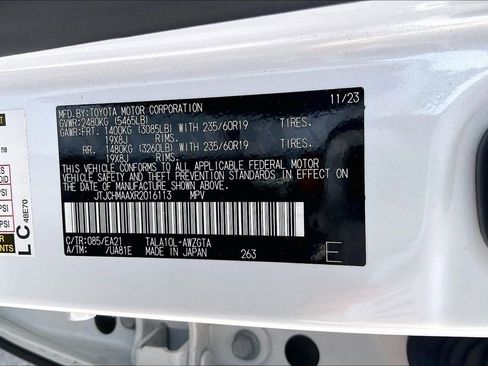 MFD.BY:TOYOTA MOTOR CORPORATION 11/23
GVWR:2480KG (5465LB)
GAWR:FRT. 1400KG (3085LB) WITH 235/60R19 TIRES.
19X8J RIMS.
RR. 1480KG (3260LB) WITH 235/60R19 TIRES.
19X8J RIMS.
THIS VEHICLE CONFORMS TO ALL APPLICABLE FEDERAL MOTOR
VEHICLE SAFETY, BUMPER, AND THEFT PREVENTION
STANDARDS IN EFFECT ON THE DATE OF
MANUFACTURE SHOWN ABOVE.
JTJCHMAAXR2016113 MPV
C/TR:085/EA21 TALA10L-AWZGTA
A/TM: /UA81E MADE IN JAPAN 263 E
LC 48E70